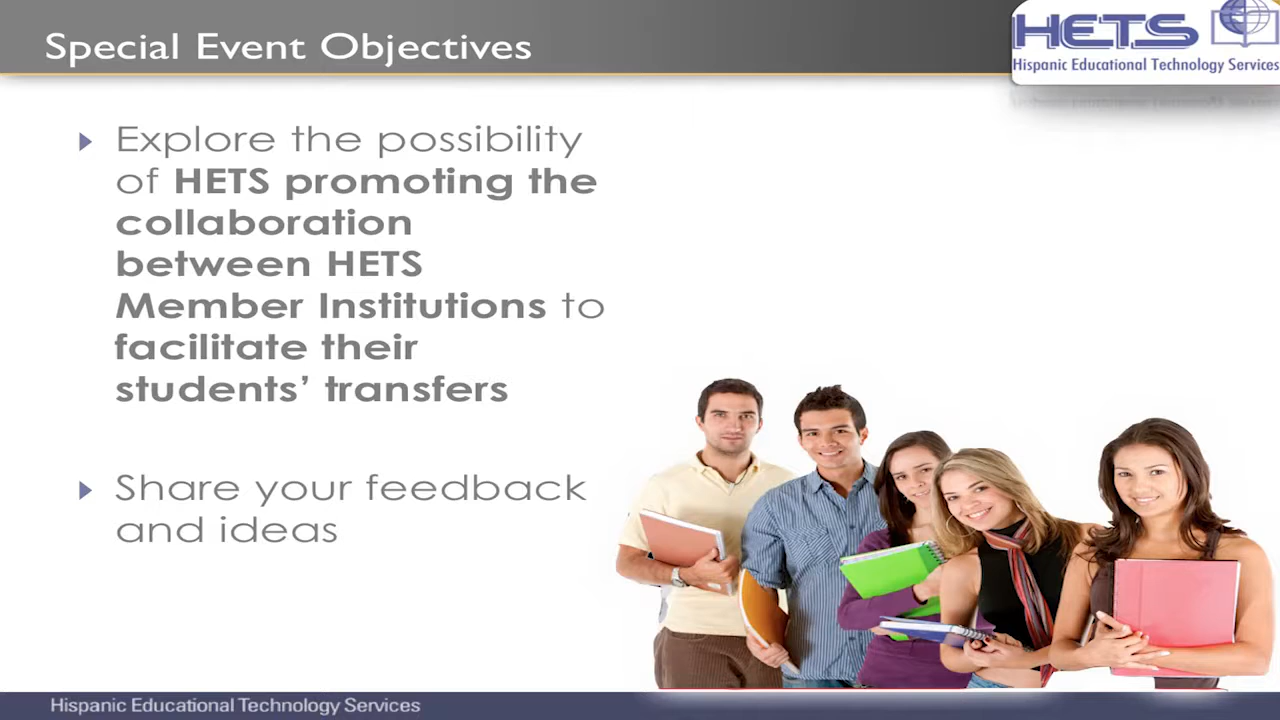 Special Event Objectives
HETS
Hispanic Educational Technology Services
Explore the possibility
of HETS promoting the
collaboration
between HETS
Member Institutions to
facilitate their
students’ transfers
Share your feedback
and ideas
Hispanic Educational Technology Services